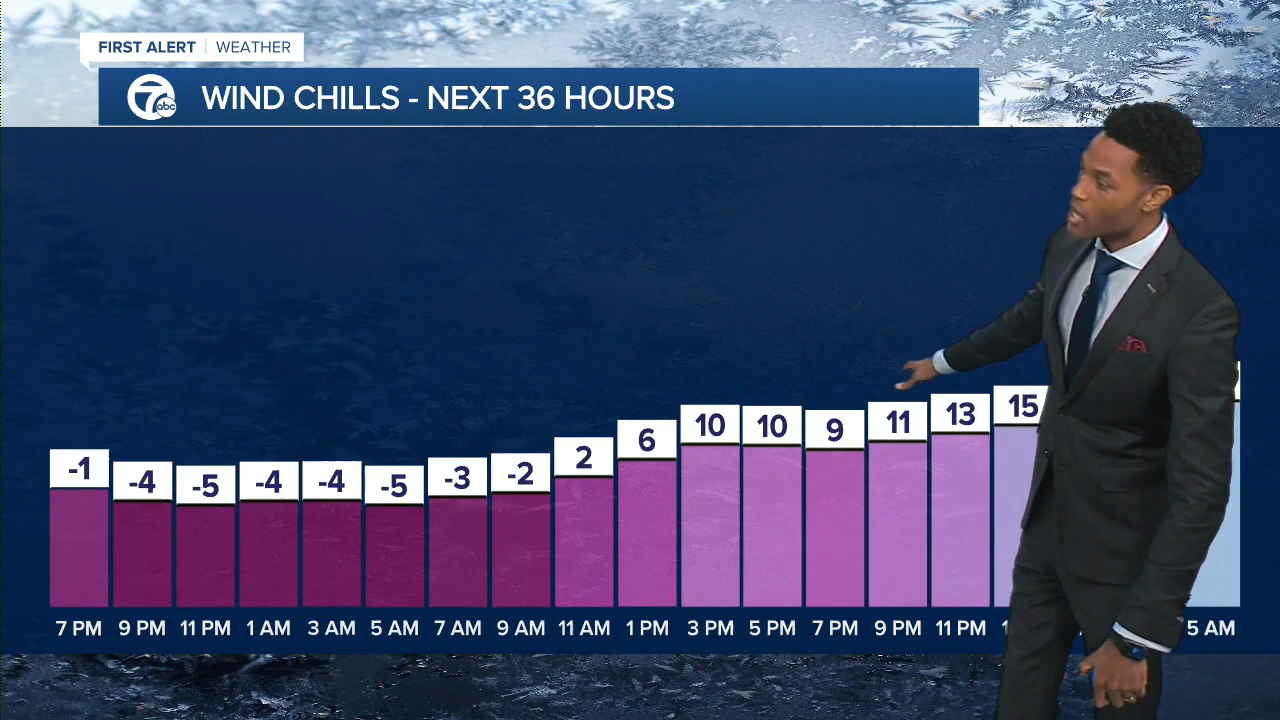 FIRST ALERT | WEATHER
7 abc WIND CHILLS - NEXT 36 HOURS
-1 -4 -5 -4 -4 -5 -3 -2 2 6 10 10 9 11 13 15
7 PM 9 PM 11 PM 1 AM 3 AM 5 AM 7 AM 9 AM 11 AM 1 PM 3 PM 5 PM 7 PM 9 PM 11 PM 5 AM